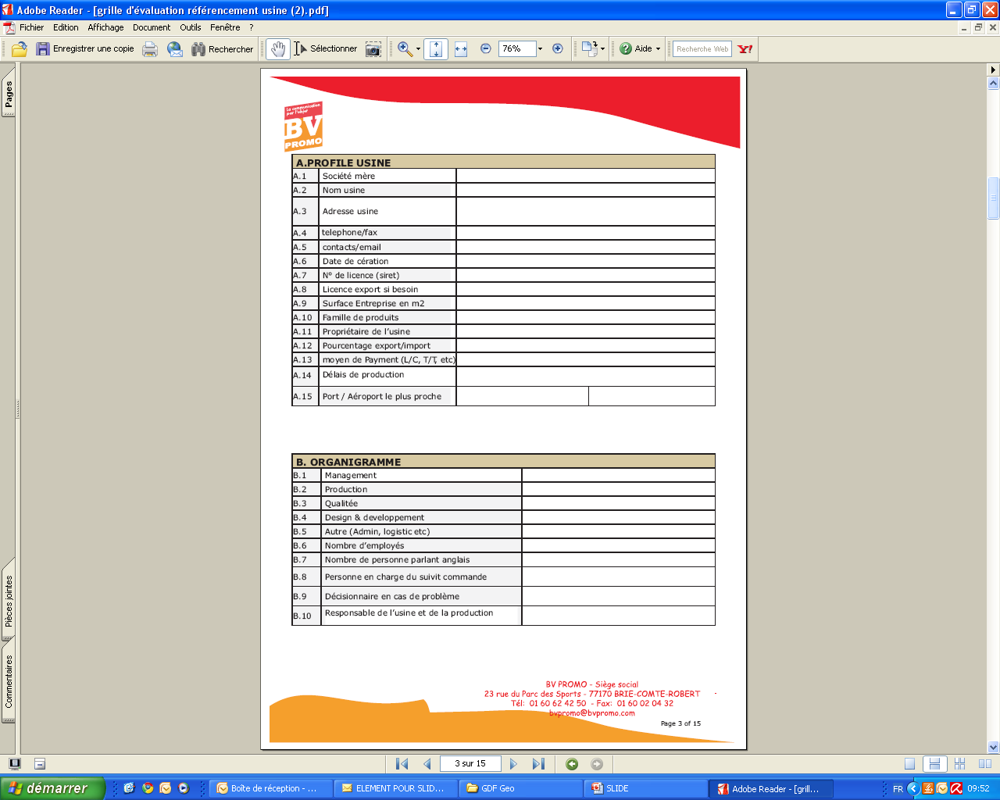 Adobe Reader - [grille d'évaluation référencement usine (2).pdf]
Fichier Edition Affichage Document Outils Fenêtre ?
Enregistrer une copie Rechercher Sélectionner 76% Aide Recherche Web Y!
Pages
Pièces jointes
Commentaires
La communication
par l'objet
BV
PROMO
A.PROFILE USINE
A.1 Société mère
A.2 Nom usine
A.3 Adresse usine
A.4 telephone/fax
A.5 contacts/email
A.6 Date de cération
A.7 N° de licence (siret)
A.8 Licence export si besoin
A.9 Surface Entreprise en m2
A.10 Famille de produits
A.11 Propriétaire de l'usine
A.12 Pourcentage export/import
A.13 moyen de Payment (L/C, T/T, etc)
A.14 Délais de production
A.15 Port / Aéroport le plus proche
B. ORGANIGRAMME
B.1 Management
B.2 Production
B.3 Qualitée
B.4 Design & developpement
B.5 Autre (Admin, logistic etc)
B.6 Nombre d'employés
B.7 Nombre de personne parlant anglais
B.8 Personne en charge du suivit commande
B.9 Décisionnaire en cas de problème
B.10 Responsable de l'usine et de la production
BV PROMO - Siège social
23 rue du Parc des Sports - 77170 BRIE-COMTE-ROBERT
Tél: 01 60 62 42 50 - Fax: 01 60 02 04 32
bvpromo@bvpromo.com
Page 3 of 15
3 sur 15
démarrer Boîte de réception - ... ELEMENT POUR SLID... GDF Geo SLIDE Adobe Reader - [grill... FR 09:52